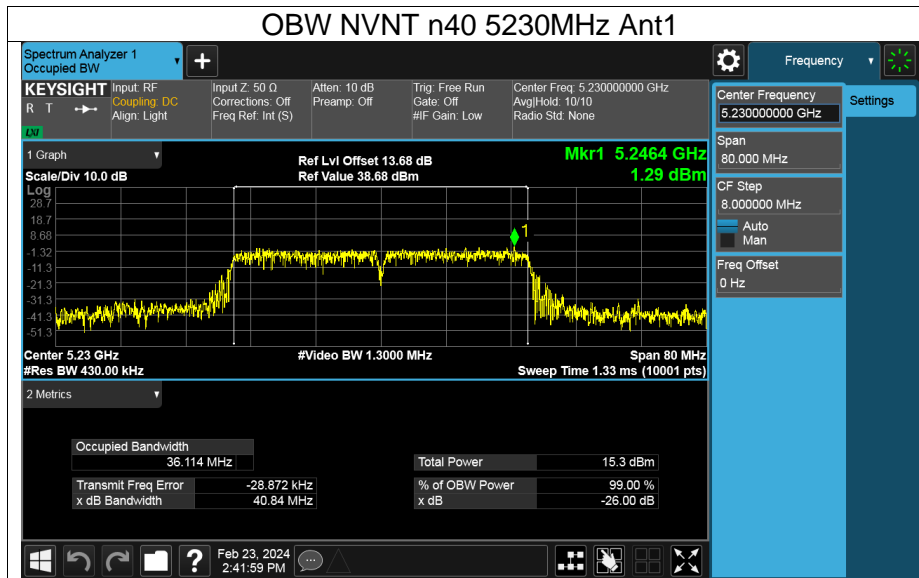 OBW NVNT n40 5230MHz Ant1
Spectrum Analyzer 1
Occupied BW
+
Frequency
KEYSIGHT
R T
LXI
Input: RF
Coupling: DC
Align: Light
Input Z: 50 Ω
Corrections: Off
Freq Ref: Int (S)
Atten: 10 dB
Preamp: Off
Trig: Free Run
Gate: Off
#IF Gain: Low
Center Freq: 5.230000000 GHz
Avg|Hold: 10/10
Radio Std: None
Center Frequency
5.230000000 GHz
Settings
Span
80.000 MHz
CF Step
8.000000 MHz
Auto
Man
Freq Offset
0 Hz
1 Graph
Scale/Div 10.0 dB
Ref Lvl Offset 13.68 dB
Ref Value 38.68 dBm
Mkr1 5.2464 GHz
1.29 dBm
Log
28.7
18.7
8.68
-1.32
-11.3
-21.3
-31.3
-41.3
-51.3
1
Center 5.23 GHz
#Video BW 1.3000 MHz
Span 80 MHz
#Res BW 430.00 kHz
Sweep Time 1.33 ms (10001 pts)
2 Metrics
Occupied Bandwidth
36.114 MHz
Total Power 15.3 dBm
Transmit Freq Error -28.872 kHz
% of OBW Power 99.00 %
x dB Bandwidth 40.84 MHz
x dB -26.00 dB
?
Feb 23, 2024
2:41:59 PM